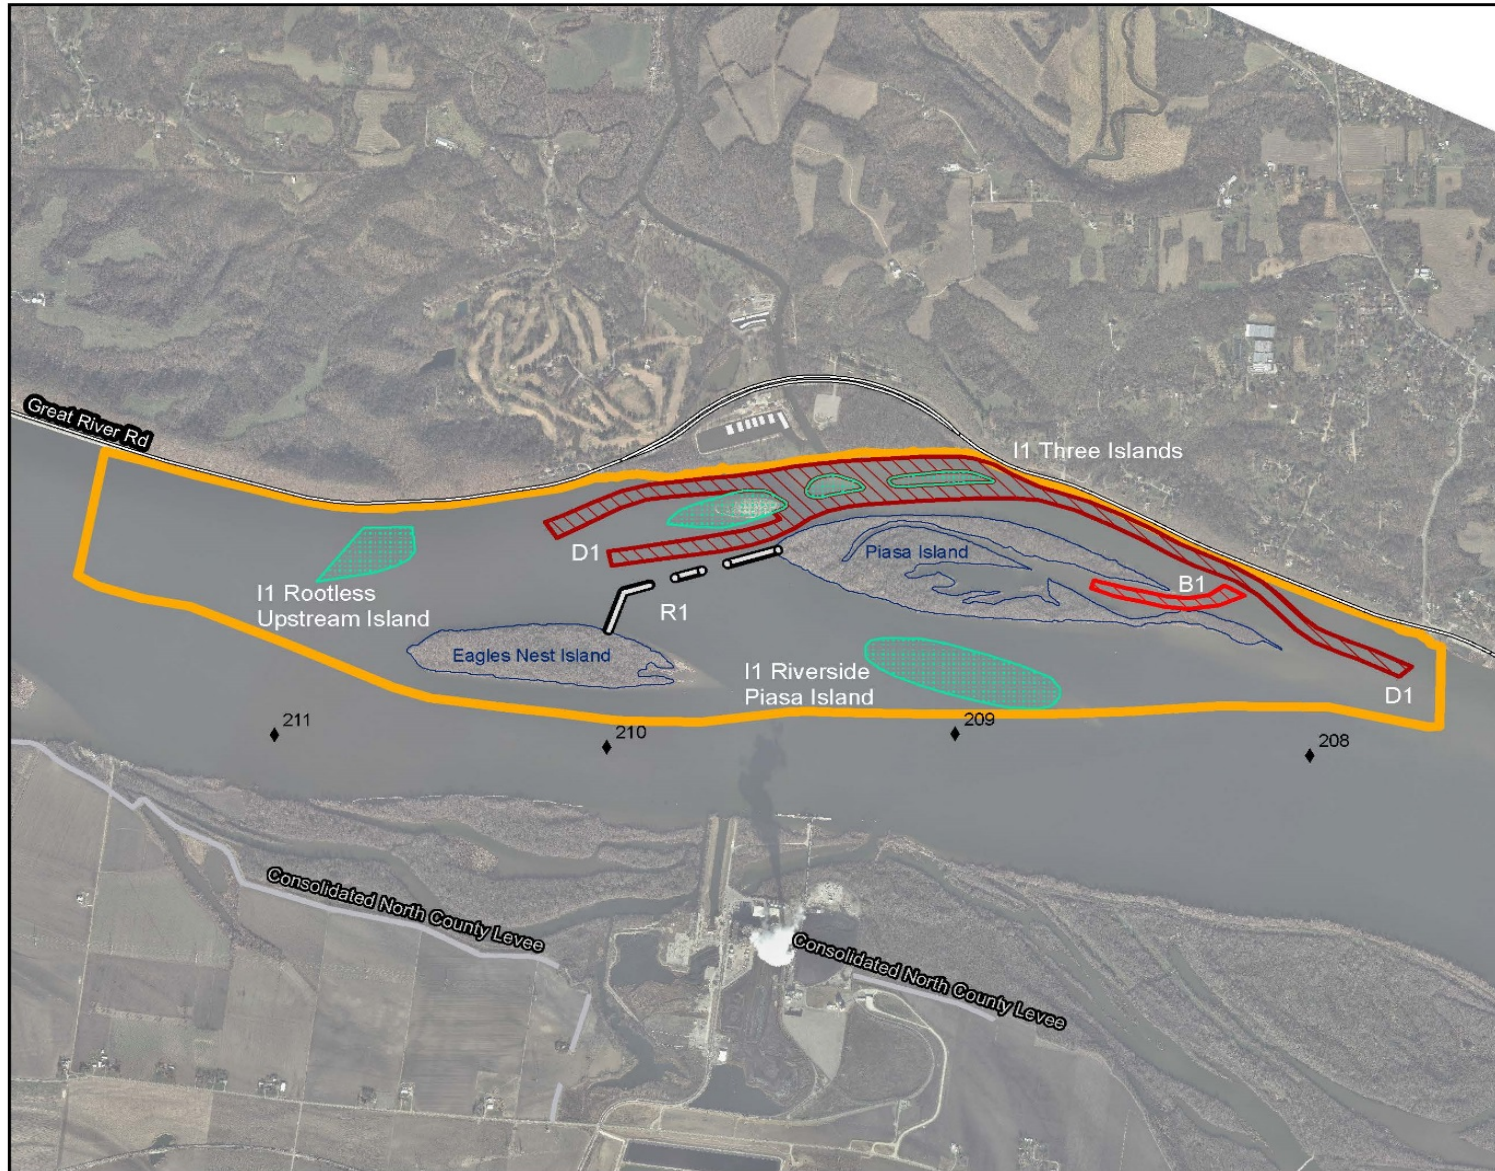 Great River Rd
I1 Three Islands
D1
Piasa Island
B1
I1 Rootless
Upstream Island
R1
Eagles Nest Island
I1 Riverside
Piasa Island
D1
211
210
209
208
Consolidated North County Levee
Consolidated North County Levee